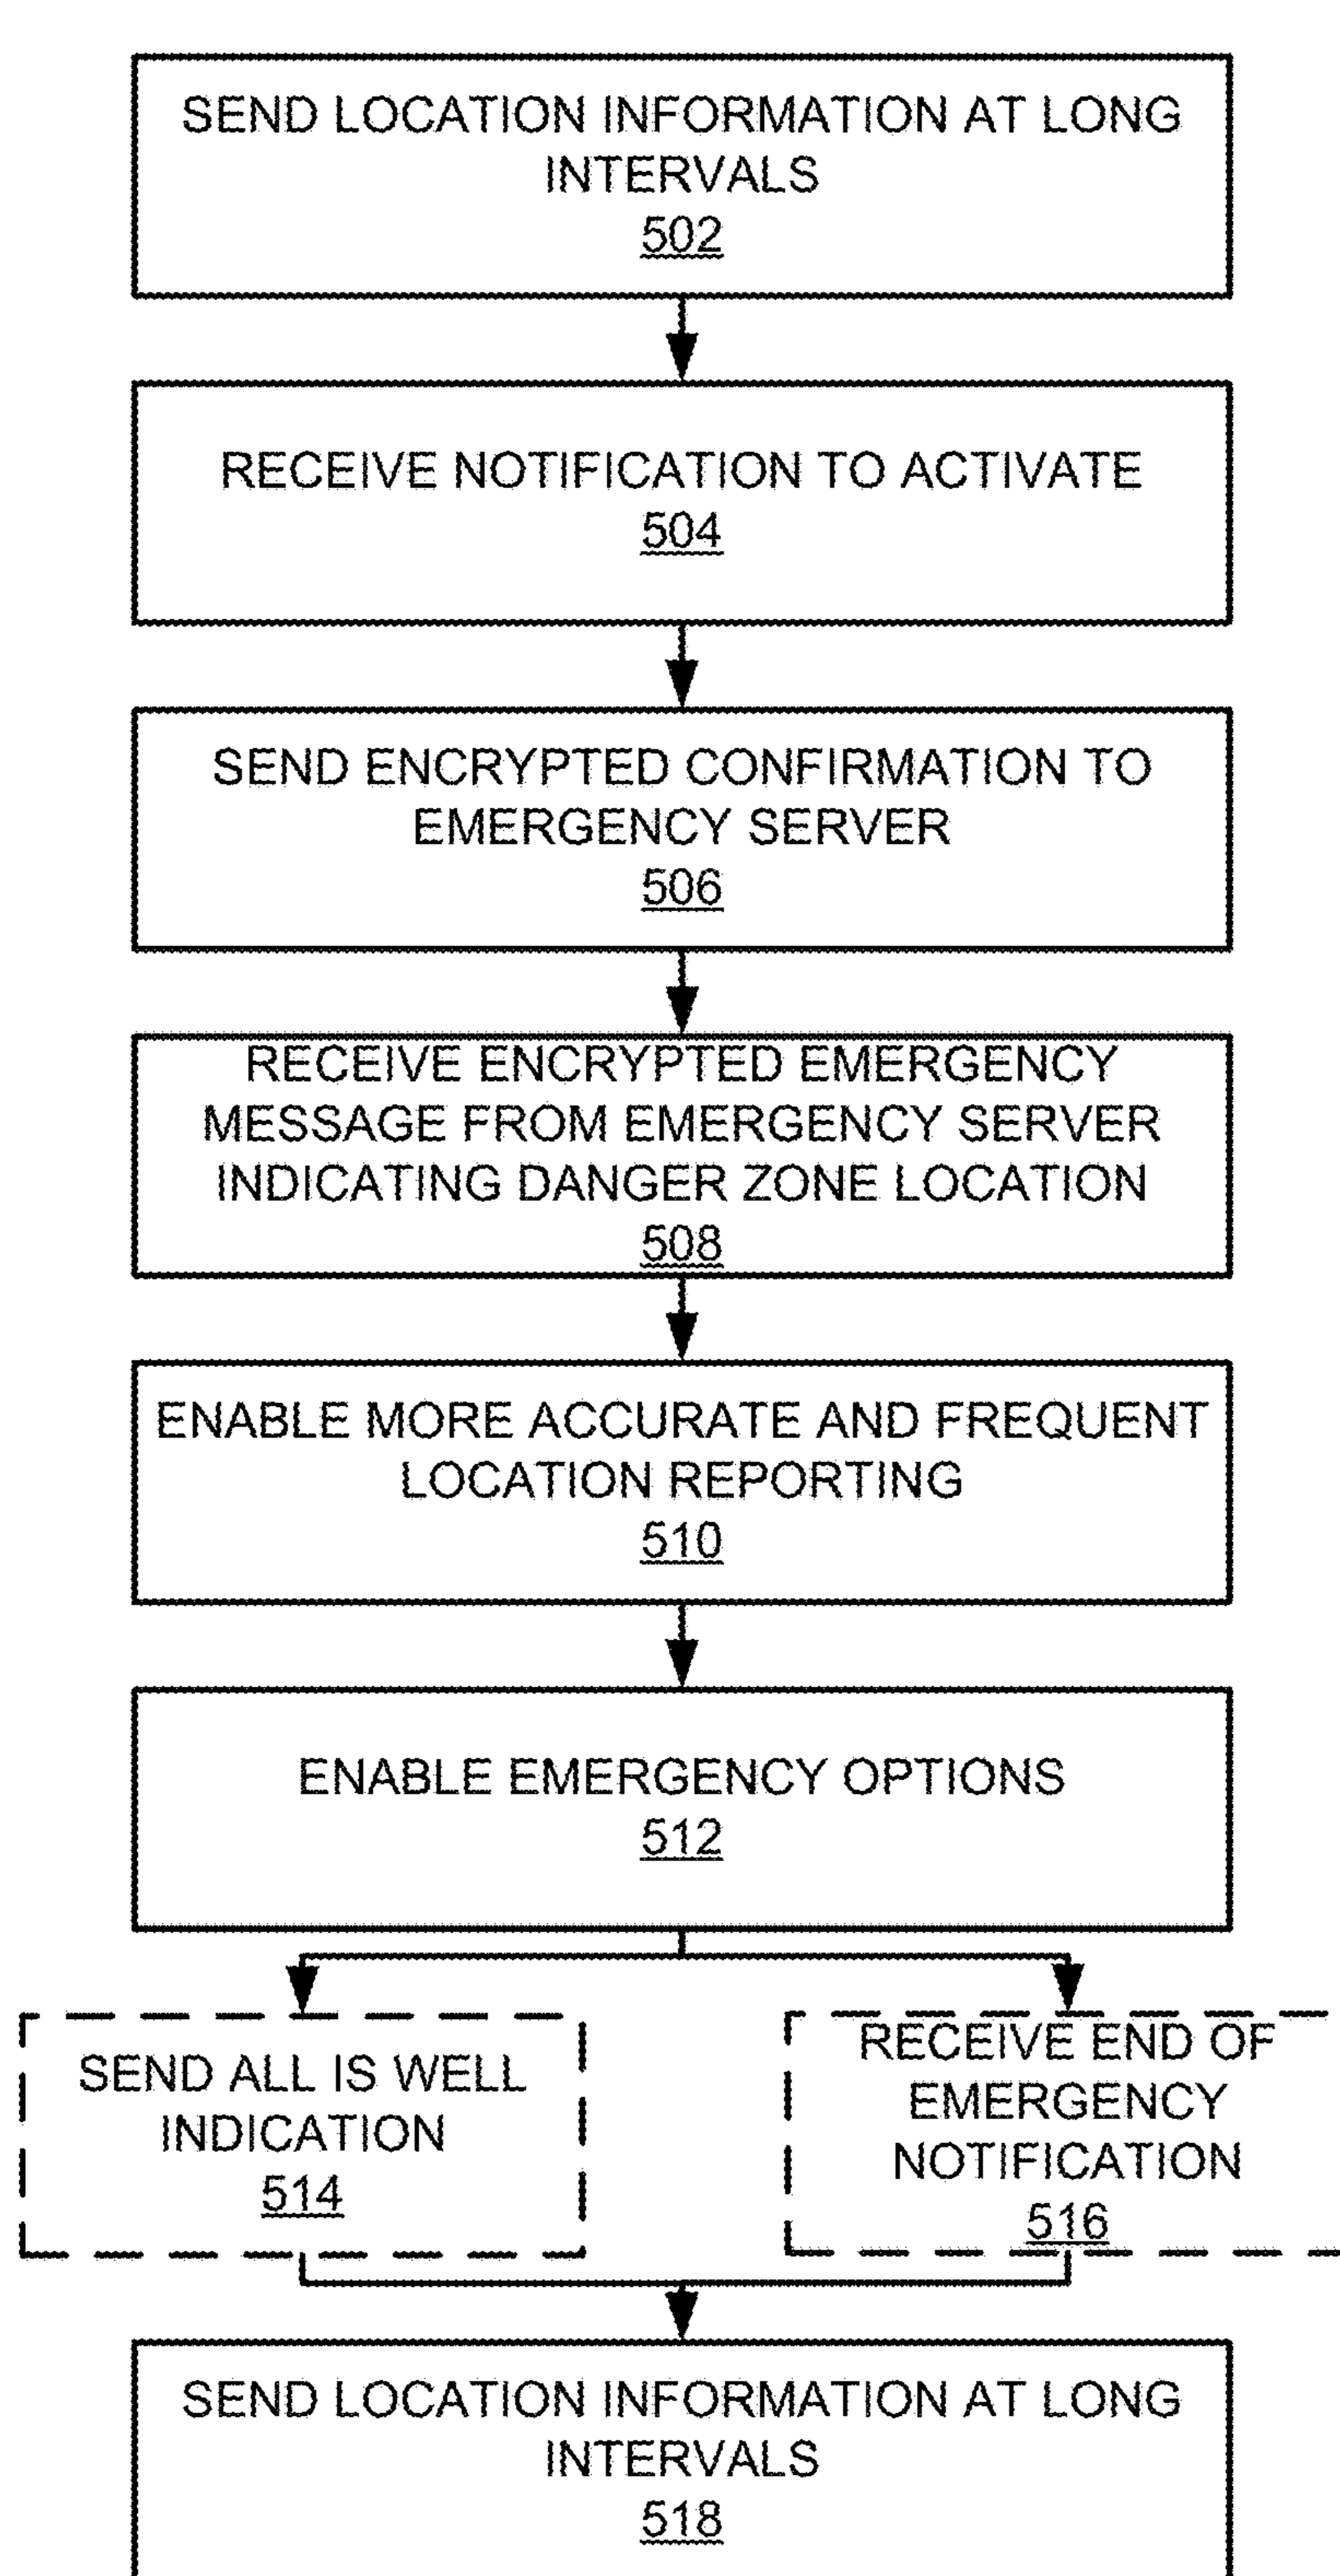 SEND LOCATION INFORMATION AT LONG
INTERVALS
502
RECEIVE NOTIFICATION TO ACTIVATE
504
SEND ENCRYPTED CONFIRMATION TO
EMERGENCY SERVER
506
RECEIVE ENCRYPTED EMERGENCY
MESSAGE FROM EMERGENCY SERVER
INDICATING DANGER ZONE LOCATION
508
ENABLE MORE ACCURATE AND FREQUENT
LOCATION REPORTING
510
ENABLE EMERGENCY OPTIONS
512
SEND ALL IS WELL
INDICATION
514
RECEIVE END OF
EMERGENCY
NOTIFICATION
516
SEND LOCATION INFORMATION AT LONG
INTERVALS
518